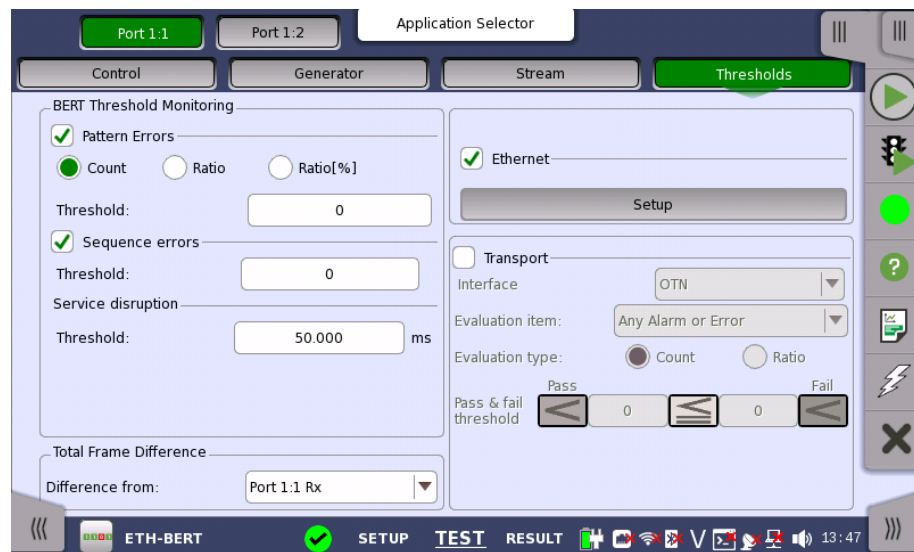 Application Selector
Port 1:1 Port 1:2
Control Generator Stream Thresholds
BERT Threshold Monitoring
Pattern Errors
Count Ratio Ratio[%]
Threshold: 0
Sequence errors
Threshold: 0
Service disruption
Threshold: 50.000 ms
Total Frame Difference
Difference from: Port 1:1 Rx
Ethernet
Setup
Transport
Interface OTN
Evaluation item: Any Alarm or Error
Evaluation type: Count Ratio
Pass Fail
Pass & fail
threshold < 0 ≦ 0 <
ETH-BERT SETUP TEST RESULT V 13:47